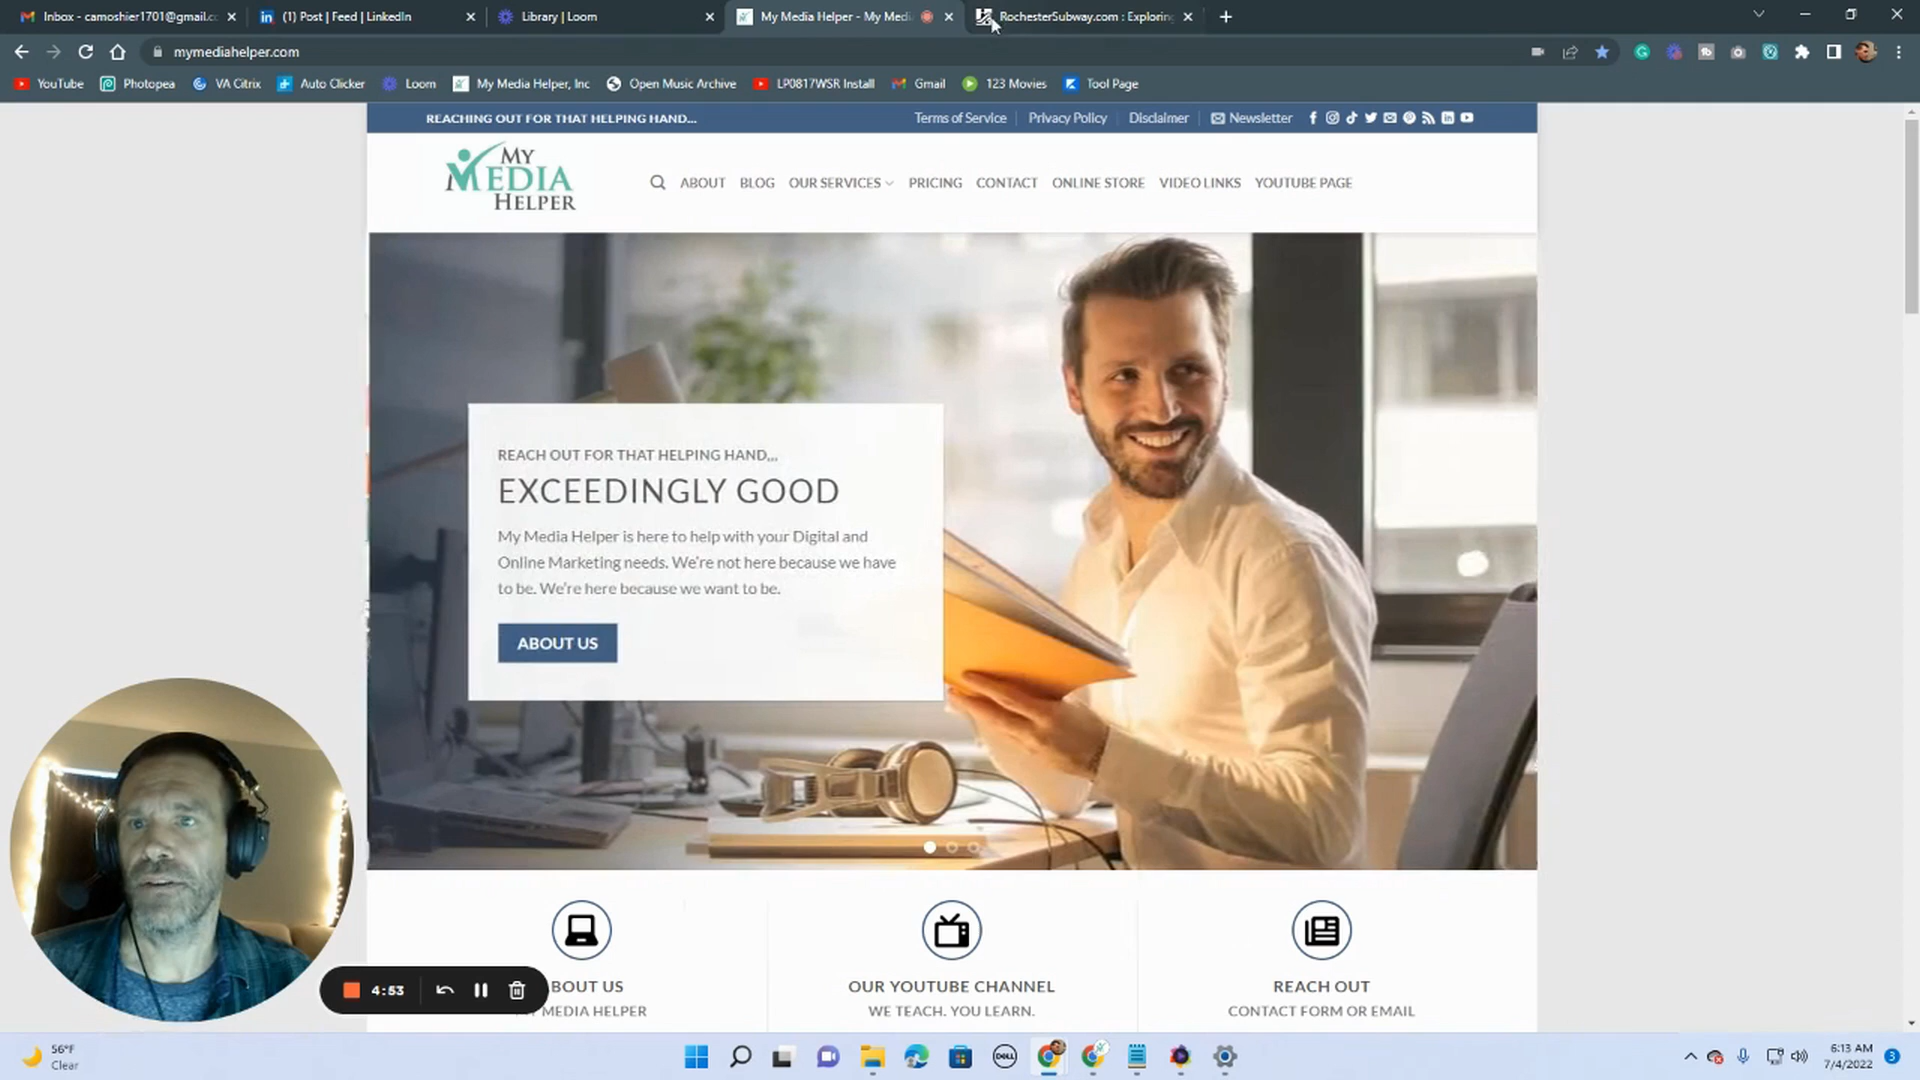 Inbox - camoshier1701@gmail.c
(1) Post | Feed | LinkedIn
Library | Loom
My Media Helper - My Medi
RochesterSubway.com : Exploring
mymediahelper.com
YouTube
Photopea
VA Citrix
Auto Clicker
Loom
My Media Helper, Inc
Open Music Archive
LP0817WSR Install
Gmail
123 Movies
Tool Page
REACHING OUT FOR THAT HELPING HAND...
Terms of Service
Privacy Policy
Disclaimer
Newsletter
MY
MEDIA
HELPER
ABOUT
BLOG
OUR SERVICES
PRICING
CONTACT
ONLINE STORE
VIDEO LINKS
YOUTUBE PAGE
REACH OUT FOR THAT HELPING HAND,,,
EXCEEDINGLY GOOD
My Media Helper is here to help with your Digital and
Online Marketing needs. We're not here because we have
to be. We're here because we want to be.
ABOUT US
4:53
BOUT US
MEDIA HELPER
OUR YOUTUBE CHANNEL
WE TEACH. YOU LEARN.
REACH OUT
CONTACT FORM OR EMAIL
56°F
Clear
DELL
6:13 AM
7/4/2022
3